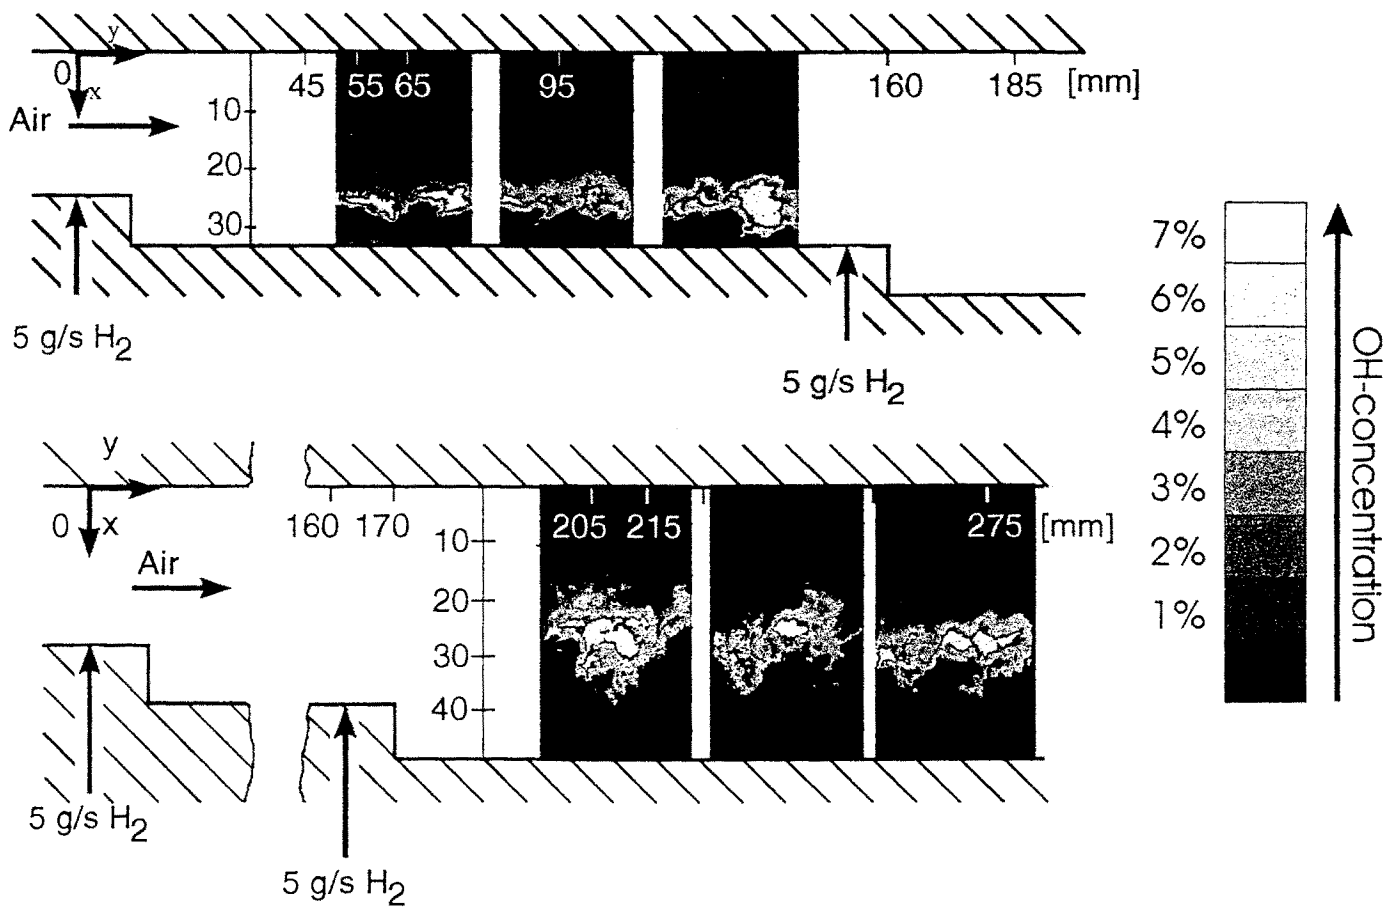 y
0
x
45 55 65 95 160 185 [mm]
10
Air
20
30
5 g/s H2
5 g/s H2
7%
6%
5%
4%
3%
2%
1%
OH-concentration
y
0 x
160 170 205 215 275 [mm]
10
Air
20
30
40
5 g/s H2
5 g/s H2